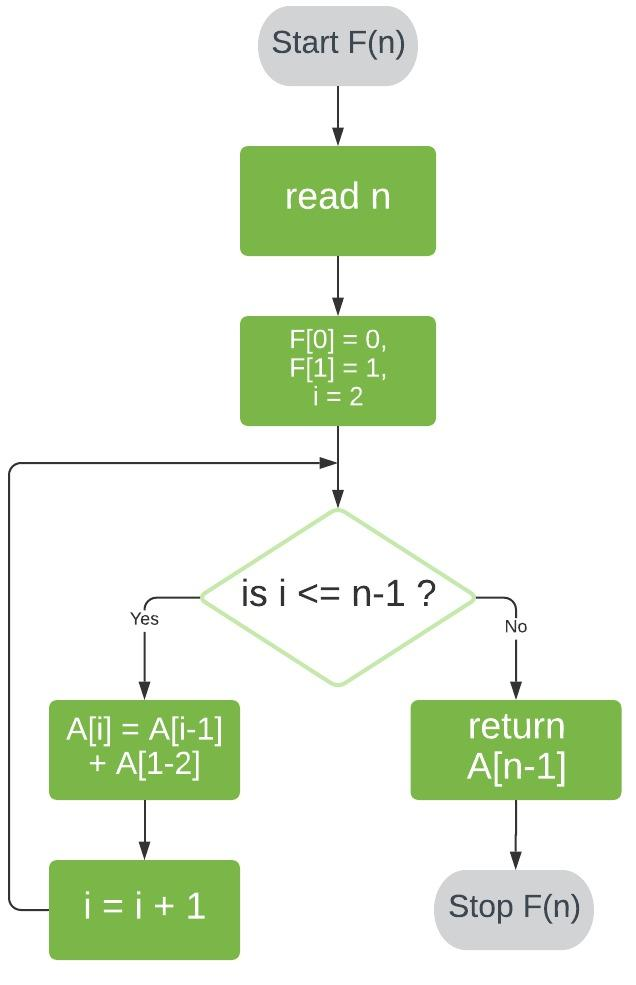 Start F(n)
read n
F[0] = 0,
F[1] = 1,
i = 2
is i <= n-1 ?
Yes
No
A[i] = A[i-1]
+ A[1-2]
return
A[n-1]
i = i + 1
Stop F(n)